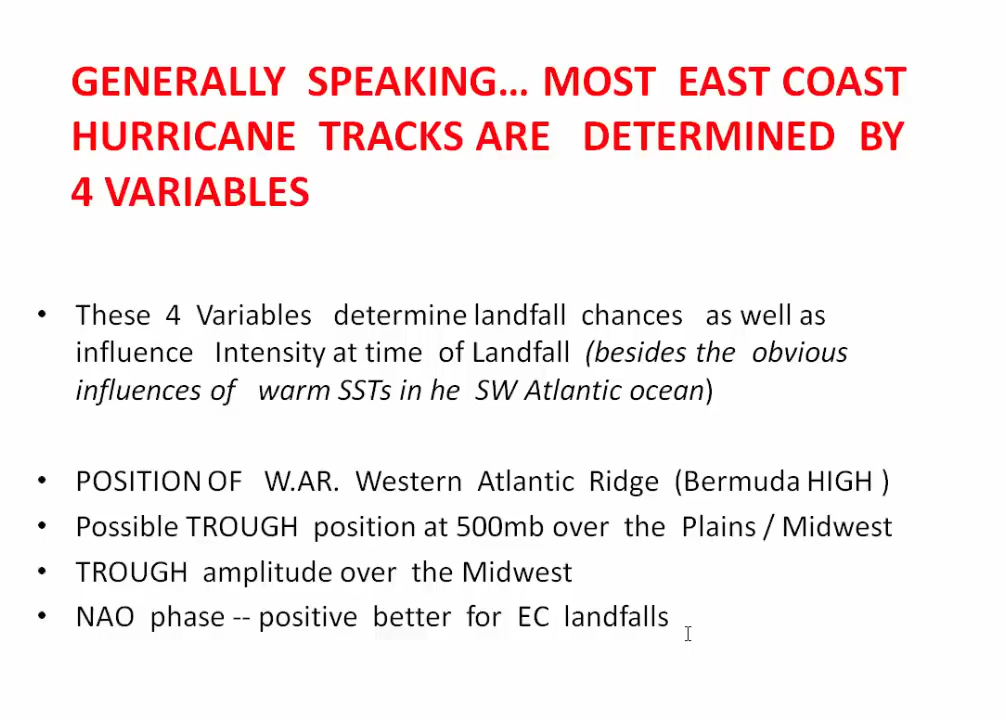 GENERALLY SPEAKING... MOST EAST COAST
HURRICANE TRACKS ARE DETERMINED BY
4 VARIABLES
• These 4 Variables determine landfall chances as well as
influence Intensity at time of Landfall (besides the obvious
influences of warm SSTs in he SW Atlantic ocean)
• POSITION OF W.AR. Western Atlantic Ridge (Bermuda HIGH )
• Possible TROUGH position at 500mb over the Plains / Midwest
• TROUGH amplitude over the Midwest
• NAO phase -- positive better for EC landfalls